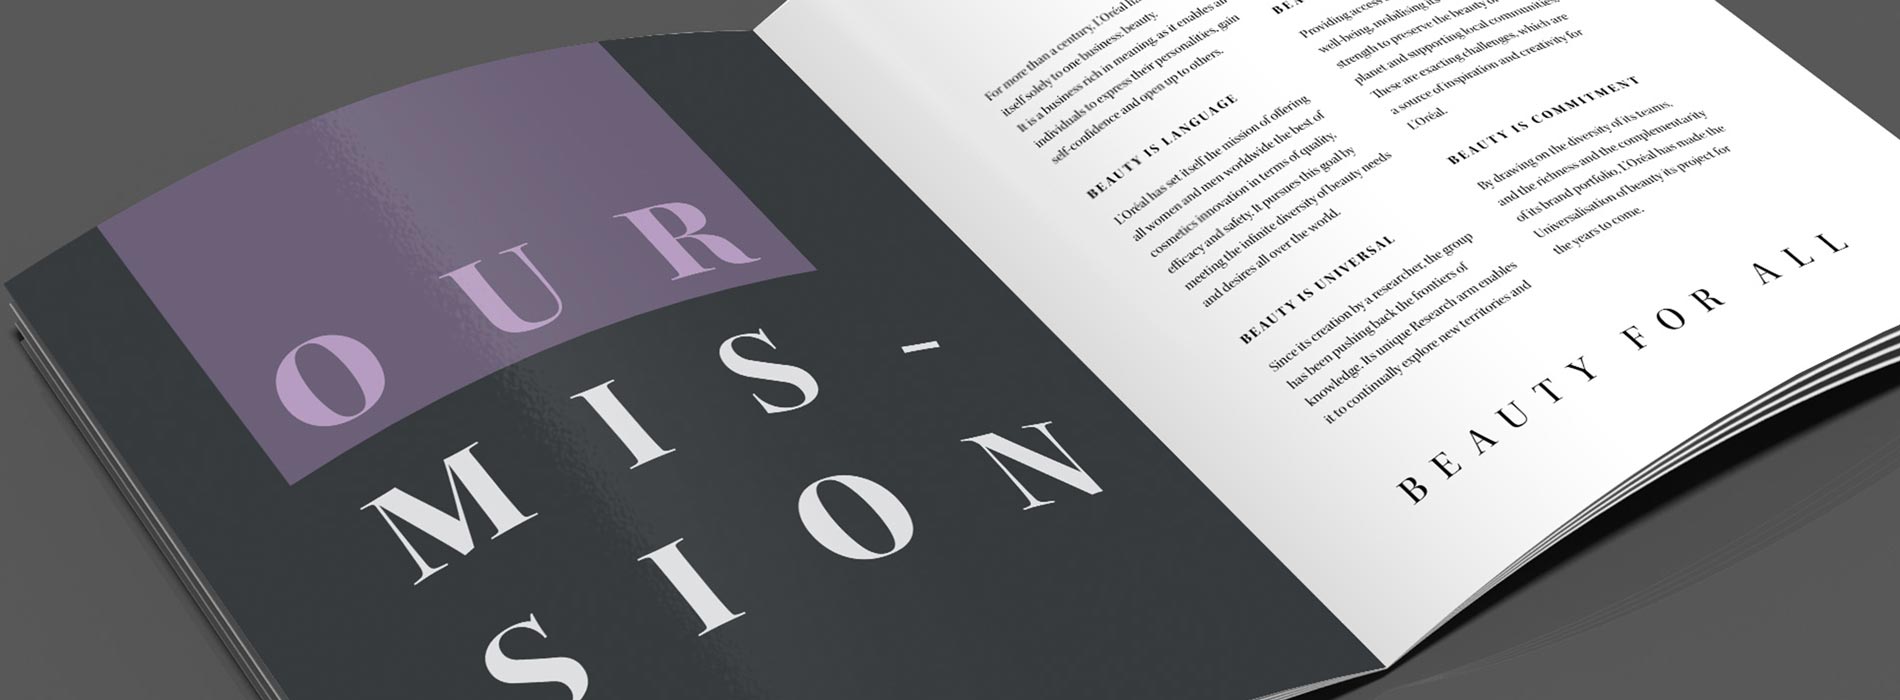 OUR
MIS-
SION
For more than a century, L'Oréal has
itself solely to one business: beauty.
It is a business rich in meaning, as it enables
individuals to express their personalities, gain
self-confidence and open up to others.
BEAUTY IS LANGUAGE
L'Oréal has set itself the mission of offering
all women and men worldwide the best of
cosmetics innovation in terms of quality,
efficacy and safety. It pursues this goal by
meeting the infinite diversity of beauty needs
and desires all over the world.
BEAUTY IS UNIVERSAL
Since its creation by a researcher, the group
has been pushing back the frontiers of
knowledge. Its unique Research arm enables
it to continually explore new territories and
Providing access
well-being, mobilising its
strength to preserve the beauty of
planet and supporting local communities,
These are exacting challenges, which are
a source of inspiration and creativity for
L'Oréal.
BEAUTY IS COMMITMENT
By drawing on the diversity of its teams,
and the richness and the complementarity
of its brand portfolio, L'Oréal has made the
Universalisation of beauty its project for
the years to come.
BEAUTY FOR ALL